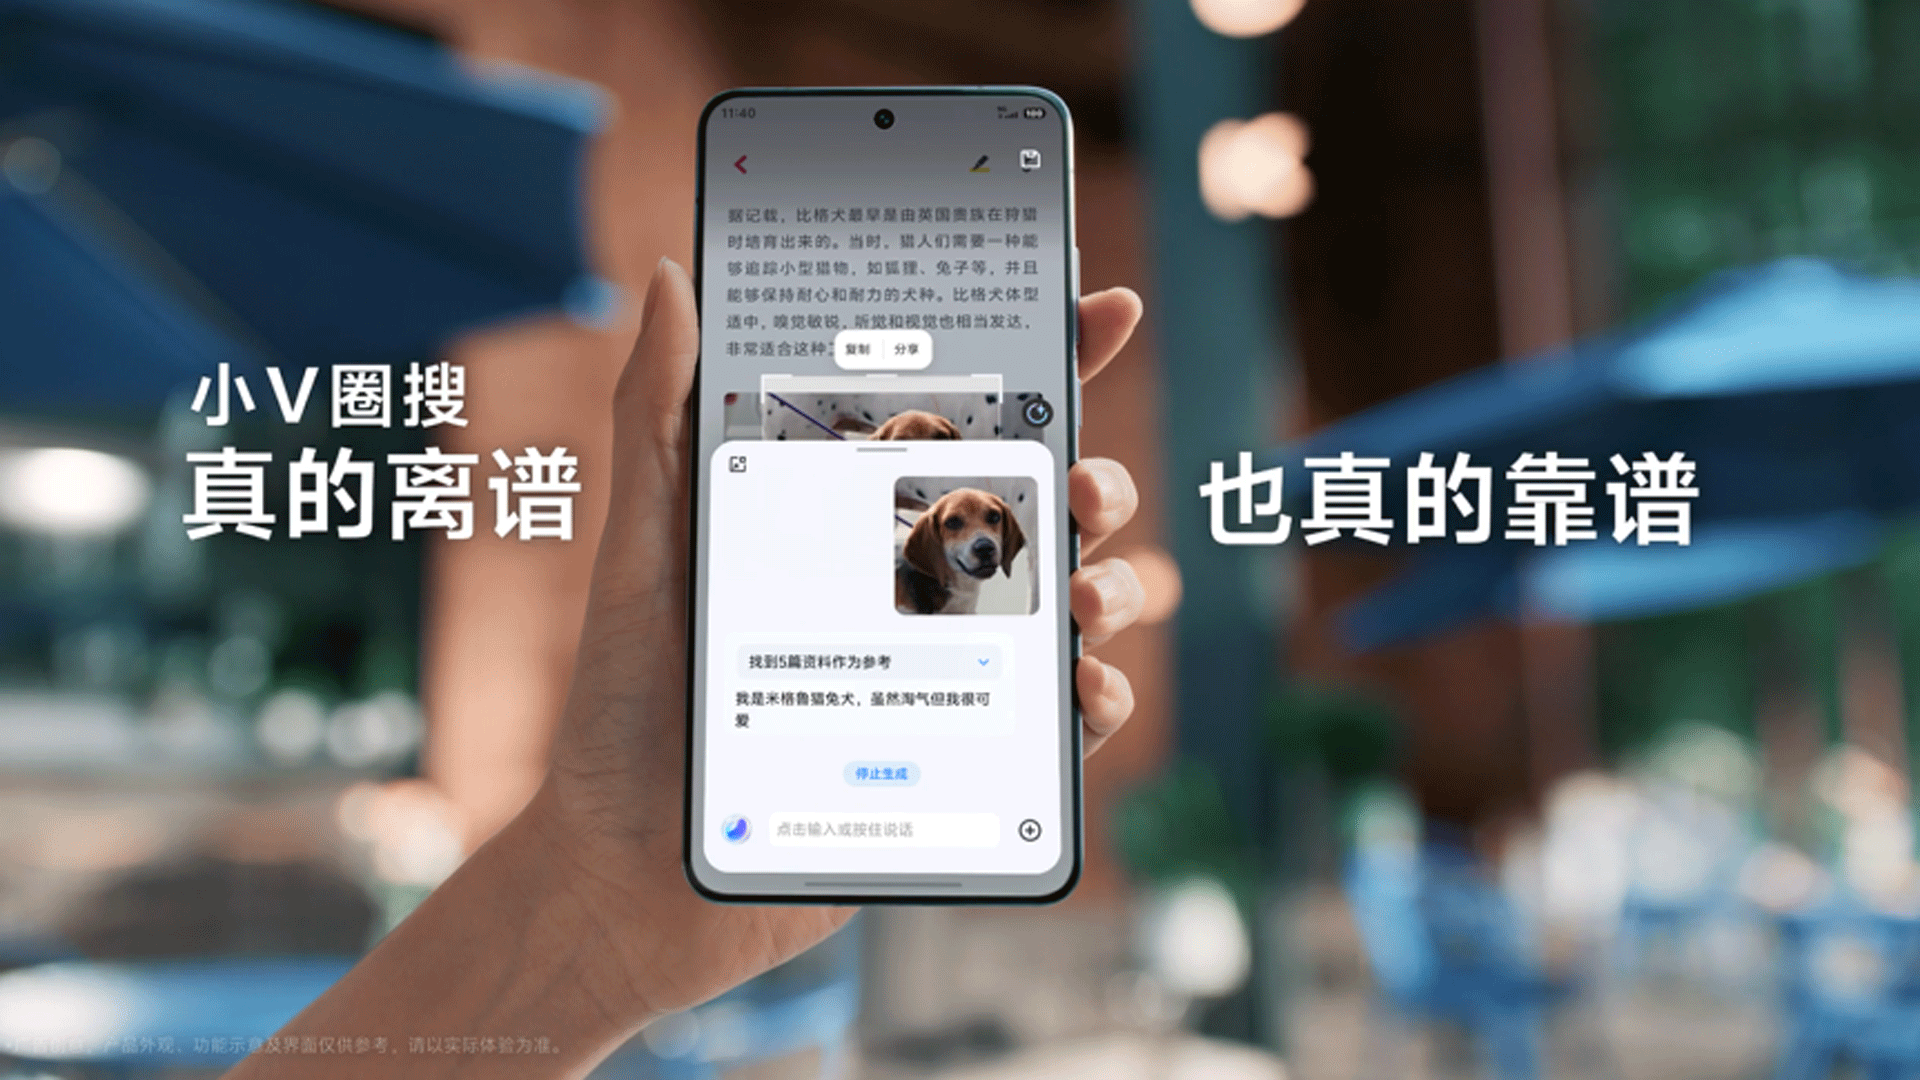 小V圈搜
真的离谱
也真的靠谱
11:40
100
据记载，比格犬最早是由英国贵族在狩猎
时培育出来的。当时，猎人们需要一种能
够追踪小型猎物，如狐狸、兔子等，并且
能够保持耐心和耐力的犬种。比格犬体型
适中，嗅觉敏锐，听觉和视觉也相当发达，
非常适合这种
复制 分享
找到5篇资料作为参考
我是米格鲁猎兔犬，虽然淘气但我很可
爱
停止生成
点击输入或按住说话
产品外观、功能示意及界面仅供参考，请以实际体验为准。